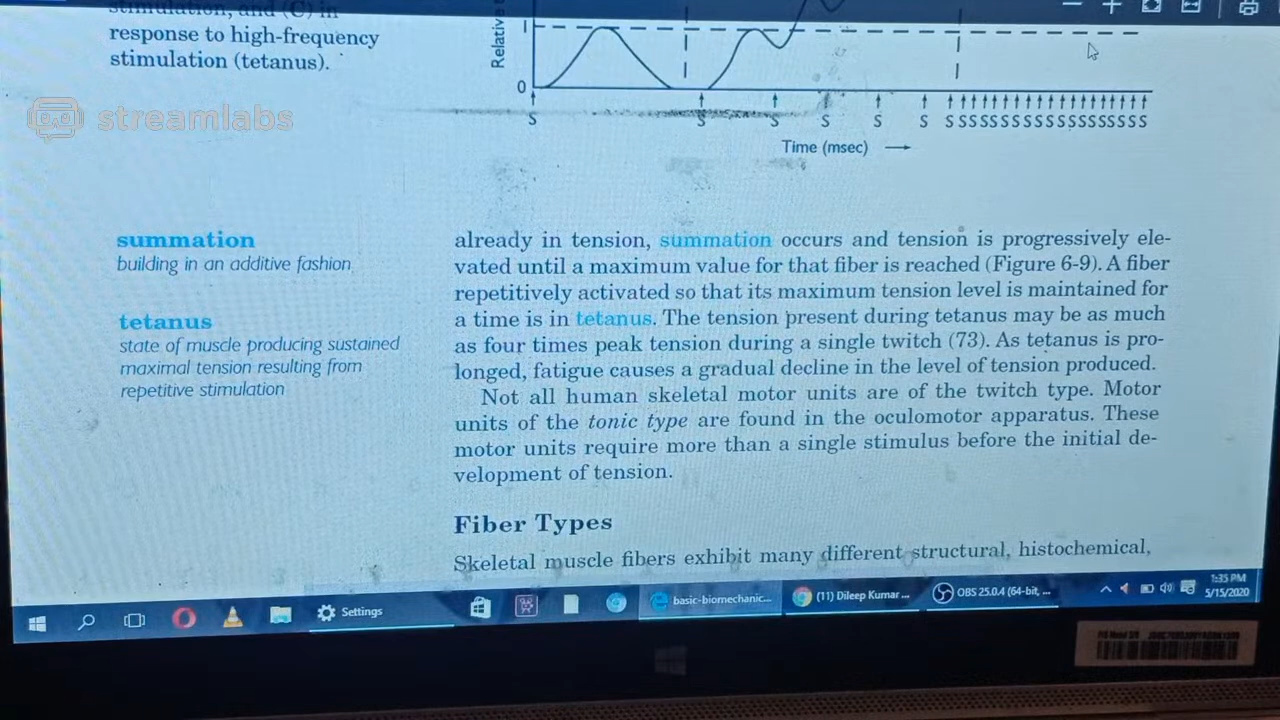 stimulation, and (C) in
response to high-frequency
stimulation (tetanus).
Relative
1
0
S S S S S S S S S S S S S S S S S S S S S S S S S
Time (msec)
streamlabs
summation
building in an additive fashion
tetanus
state of muscle producing sustained
maximal tension resulting from
repetitive stimulation
already in tension, summation occurs and tension is progressively ele-
vated until a maximum value for that fiber is reached (Figure 6-9). A fiber
repetitively activated so that its maximum tension level is maintained for
a time is in tetanus. The tension present during tetanus may be as much
as four times peak tension during a single twitch (73). As tetanus is pro-
longed, fatigue causes a gradual decline in the level of tension produced.
Not all human skeletal motor units are of the twitch type. Motor
units of the tonic type are found in the oculomotor apparatus. These
motor units require more than a single stimulus before the initial de-
velopment of tension.
Fiber Types
Skeletal muscle fibers exhibit many different structural, histochemical,
Settings
basic-biomechanic...
(11) Dileep Kumar ...
OBS 25.0.4 (64-bit, ...
1:35 PM
5/15/2020